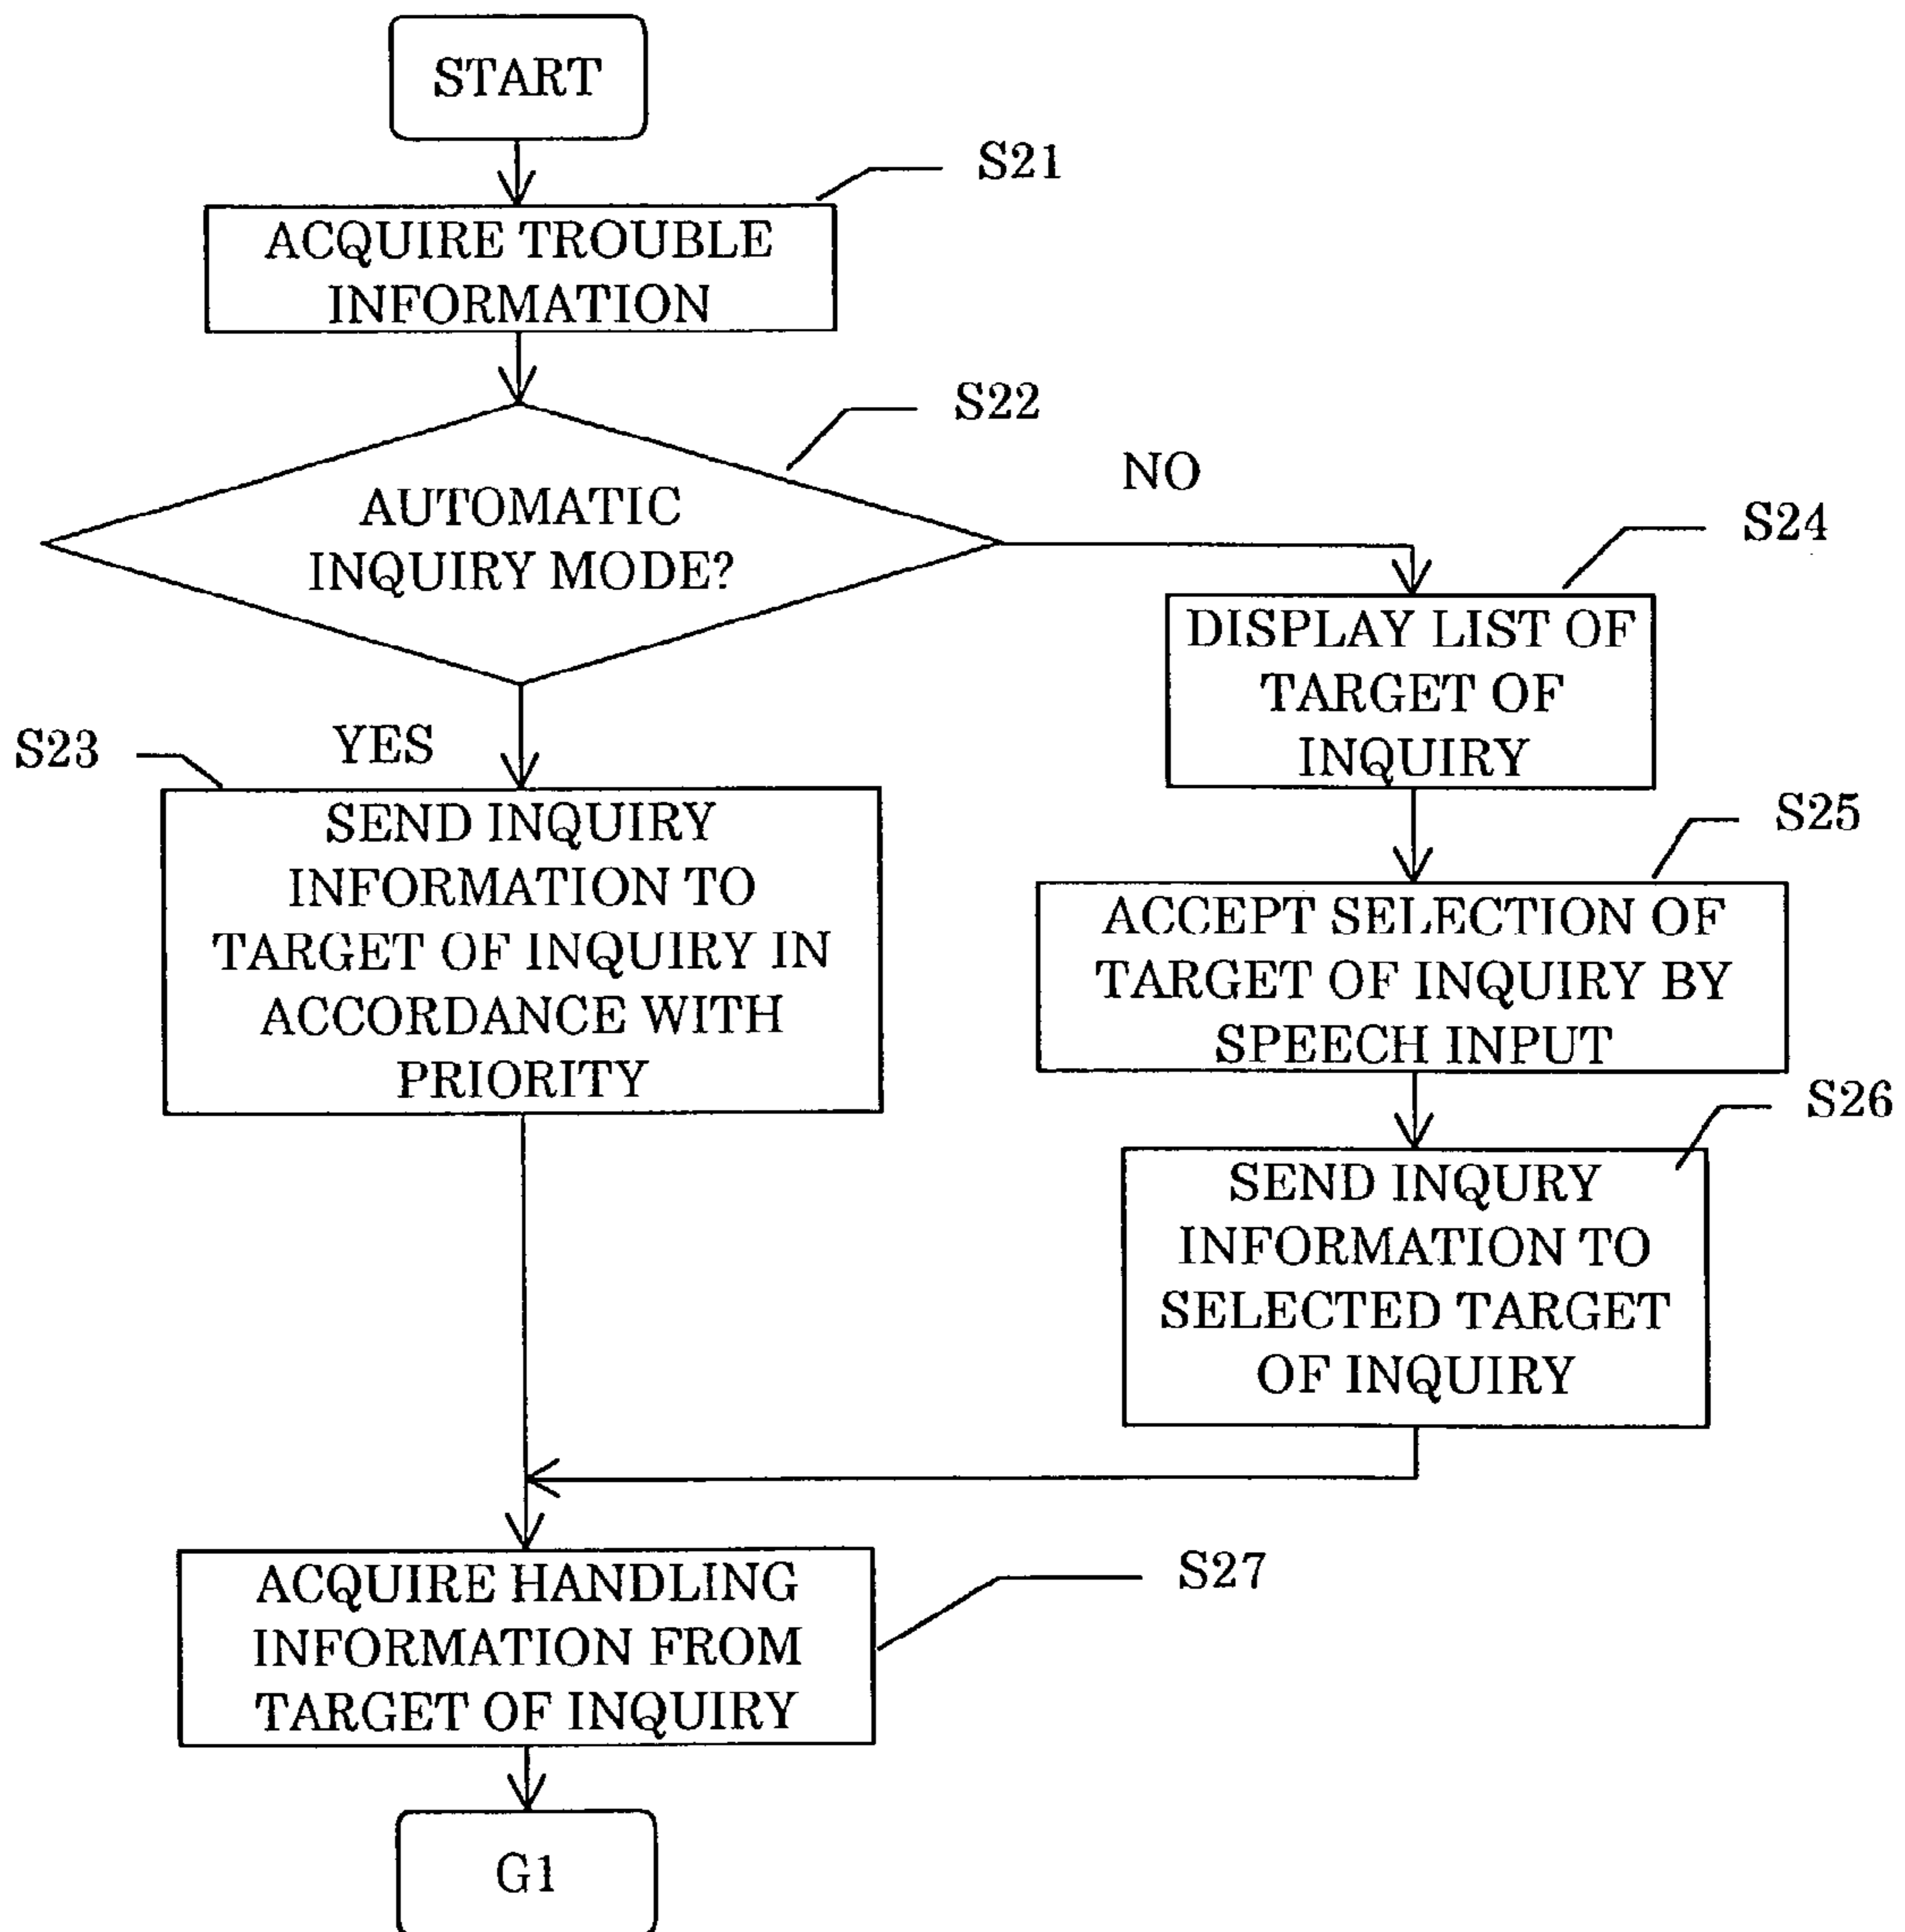 START
S21
ACQUIRE TROUBLE
INFORMATION
S22
AUTOMATIC
INQUIRY MODE?
NO
YES
S23
SEND INQUIRY
INFORMATION TO
TARGET OF INQUIRY IN
ACCORDANCE WITH
PRIORITY
S24
DISPLAY LIST OF
TARGET OF
INQUIRY
S25
ACCEPT SELECTION OF
TARGET OF INQUIRY BY
SPEECH INPUT
S26
SEND INQURY
INFORMATION TO
SELECTED TARGET
OF INQUIRY
S27
ACQUIRE HANDLING
INFORMATION FROM
TARGET OF INQUIRY
G1